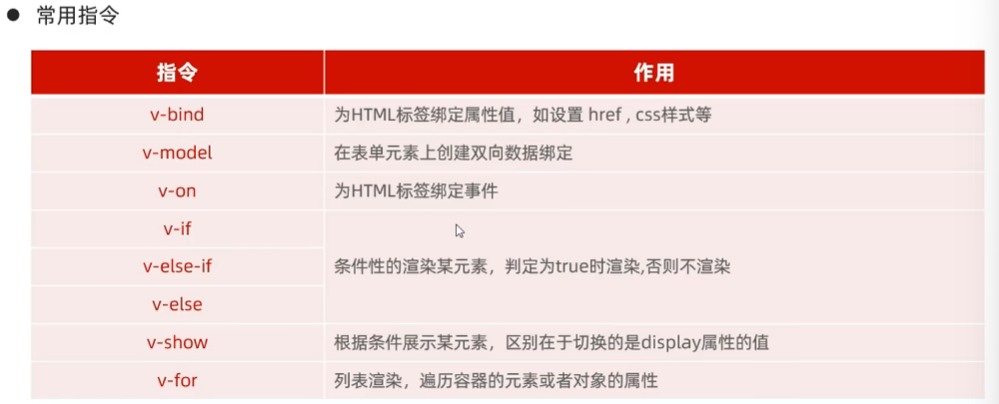 ● 常用指令
指令 作用
v-bind 为HTML标签绑定属性值，如设置 href , css样式等
v-model 在表单元素上创建双向数据绑定
v-on 为HTML标签绑定事件
v-if
v-else-if 条件性的渲染某元素，判定为true时渲染,否则不渲染
v-else
v-show 根据条件展示某元素，区别在于切换的是display属性的值
v-for 列表渲染，遍历容器的元素或者对象的属性